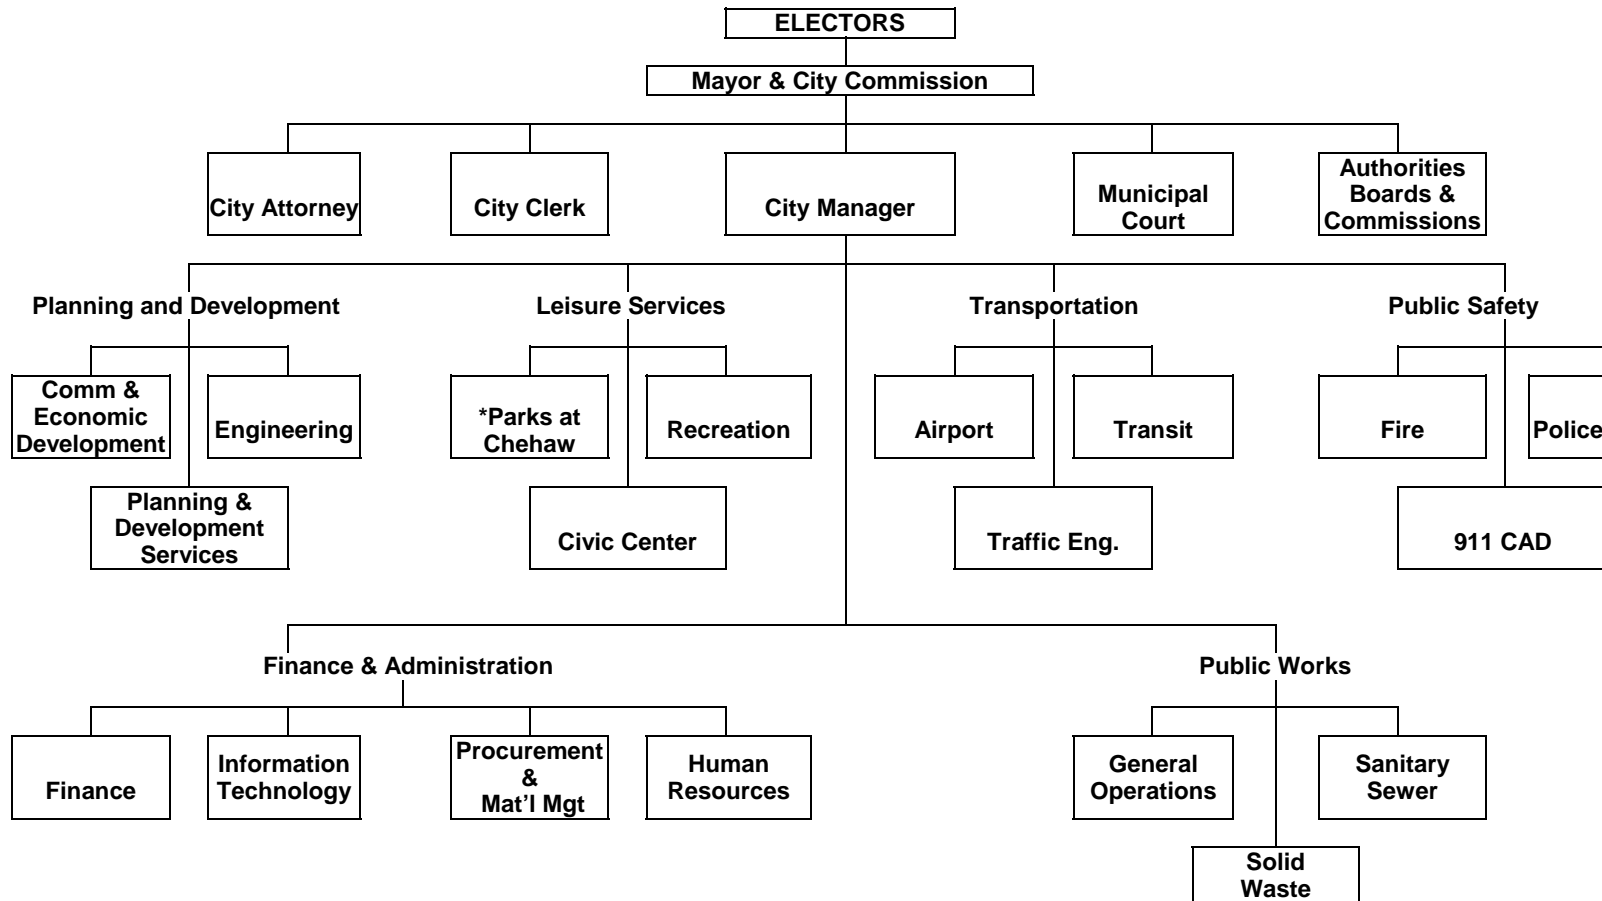 ELECTORS
Mayor & City Commission
City Attorney
City Clerk
City Manager
Municipal
Court
Authorities
Boards &
Commissions
Planning and Development
Leisure Services
Transportation
Public Safety
Comm &
Economic
Development
Engineering
*Parks at
Chehaw
Recreation
Airport
Transit
Fire
Police
Planning &
Development
Services
Civic Center
Traffic Eng.
911 CAD
Finance & Administration
Public Works
Finance
Information
Technology
Procurement
&
Mat’l Mgt
Human
Resources
General
Operations
Sanitary
Sewer
Solid
Waste